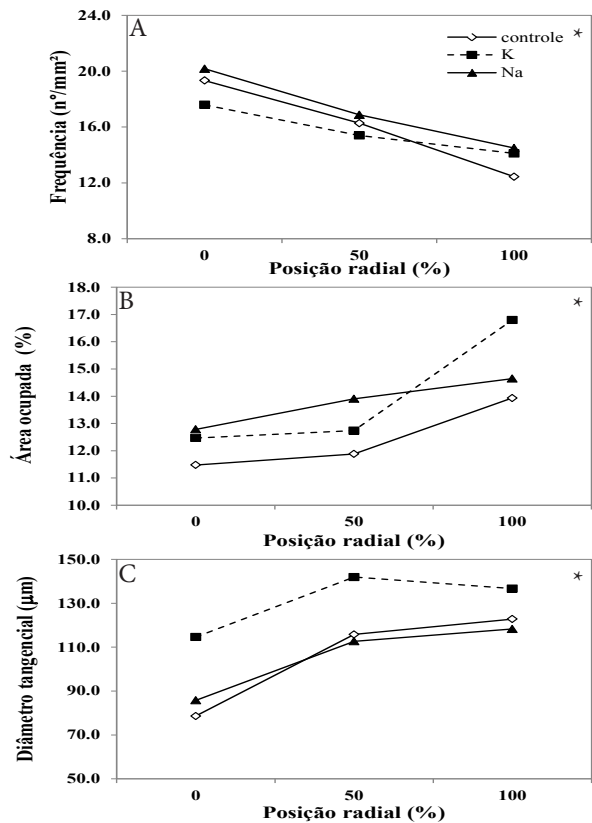 A
controle
K
Na
*
Frequência (n°/mm²)
24.0
20.0
16.0
12.0
8.0
0
50
100
Posição radial (%)
B
*
Área ocupada (%)
18.0
17.0
16.0
15.0
14.0
13.0
12.0
11.0
10.0
0
50
100
Posição radial (%)
C
*
Diâmetro tangencial (µm)
150.0
130.0
110.0
90.0
70.0
50.0
0
50
100
Posição radial (%)